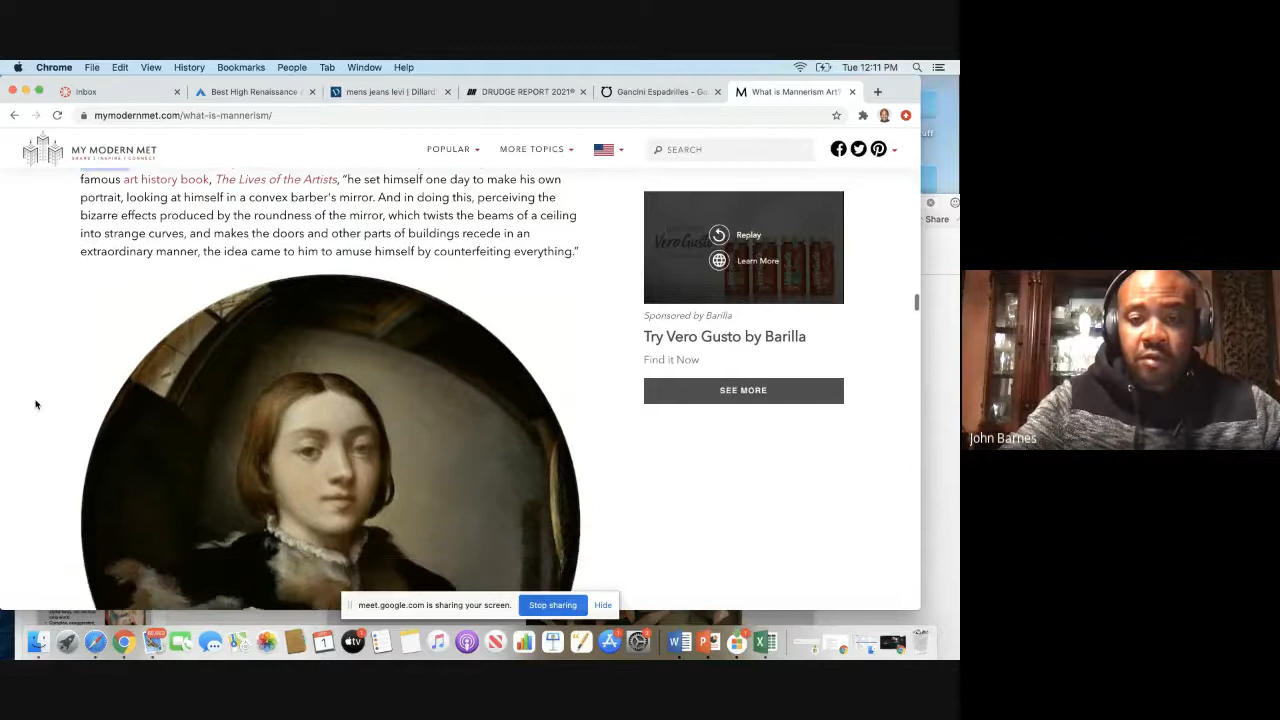 Chrome File Edit View History Bookmarks People Tab Window Help Tue 12:11 PM
Inbox Best High Renaissance mens jeans levi | Dillard DRUDGE REPORT 2021® Gancini Espadrilles - Go What is Mannerism Art?
mymodernmet.com/what-is-mannerism/
MY MODERN MET
SHARE | INSPIRE | CONNECT
POPULAR MORE TOPICS SEARCH
famous art history book, The Lives of the Artists, “he set himself one day to make his own
portrait, looking at himself in a convex barber's mirror. And in doing this, perceiving the
bizarre effects produced by the roundness of the mirror, which twists the beams of a ceiling
into strange curves, and makes the doors and other parts of buildings recede in an
extraordinary manner, the idea came to him to amuse himself by counterfeiting everything.”
Replay
Learn More
Sponsored by Barilla
Try Vero Gusto by Barilla
Find it Now
SEE MORE
Share
John Barnes
meet.google.com is sharing your screen. Stop sharing Hide